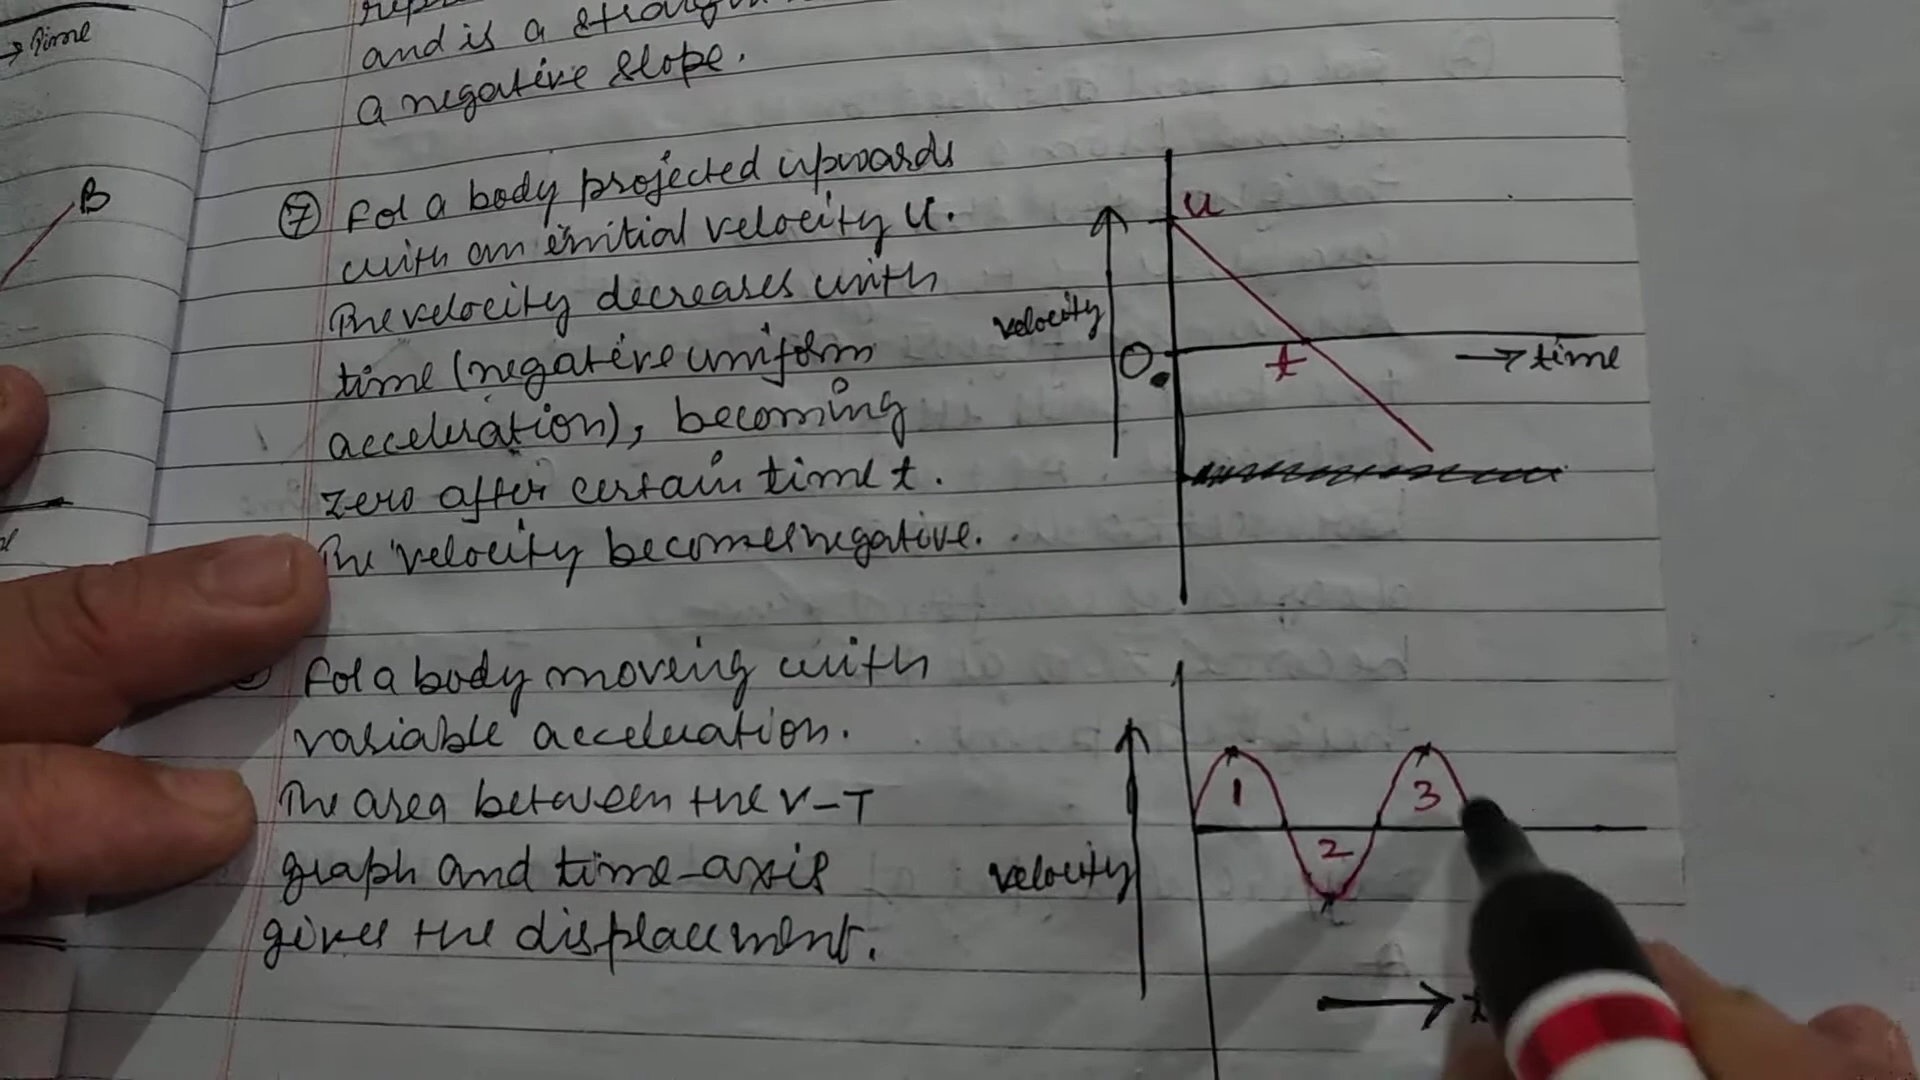 → Time
and is a
a negative slope.
B
⑦ For a body projected upwards
with an initial velocity u.
The velocity decreases with
time (negative uniform
acceleration), becoming
zero after certain time t.
The velocity becomes negative.
u
velocity
O
t
→ time
For a body moving with
variable acceleration.
The area between the V-T
graph and time-axis
gives the displacement.
1
2
3
velocity